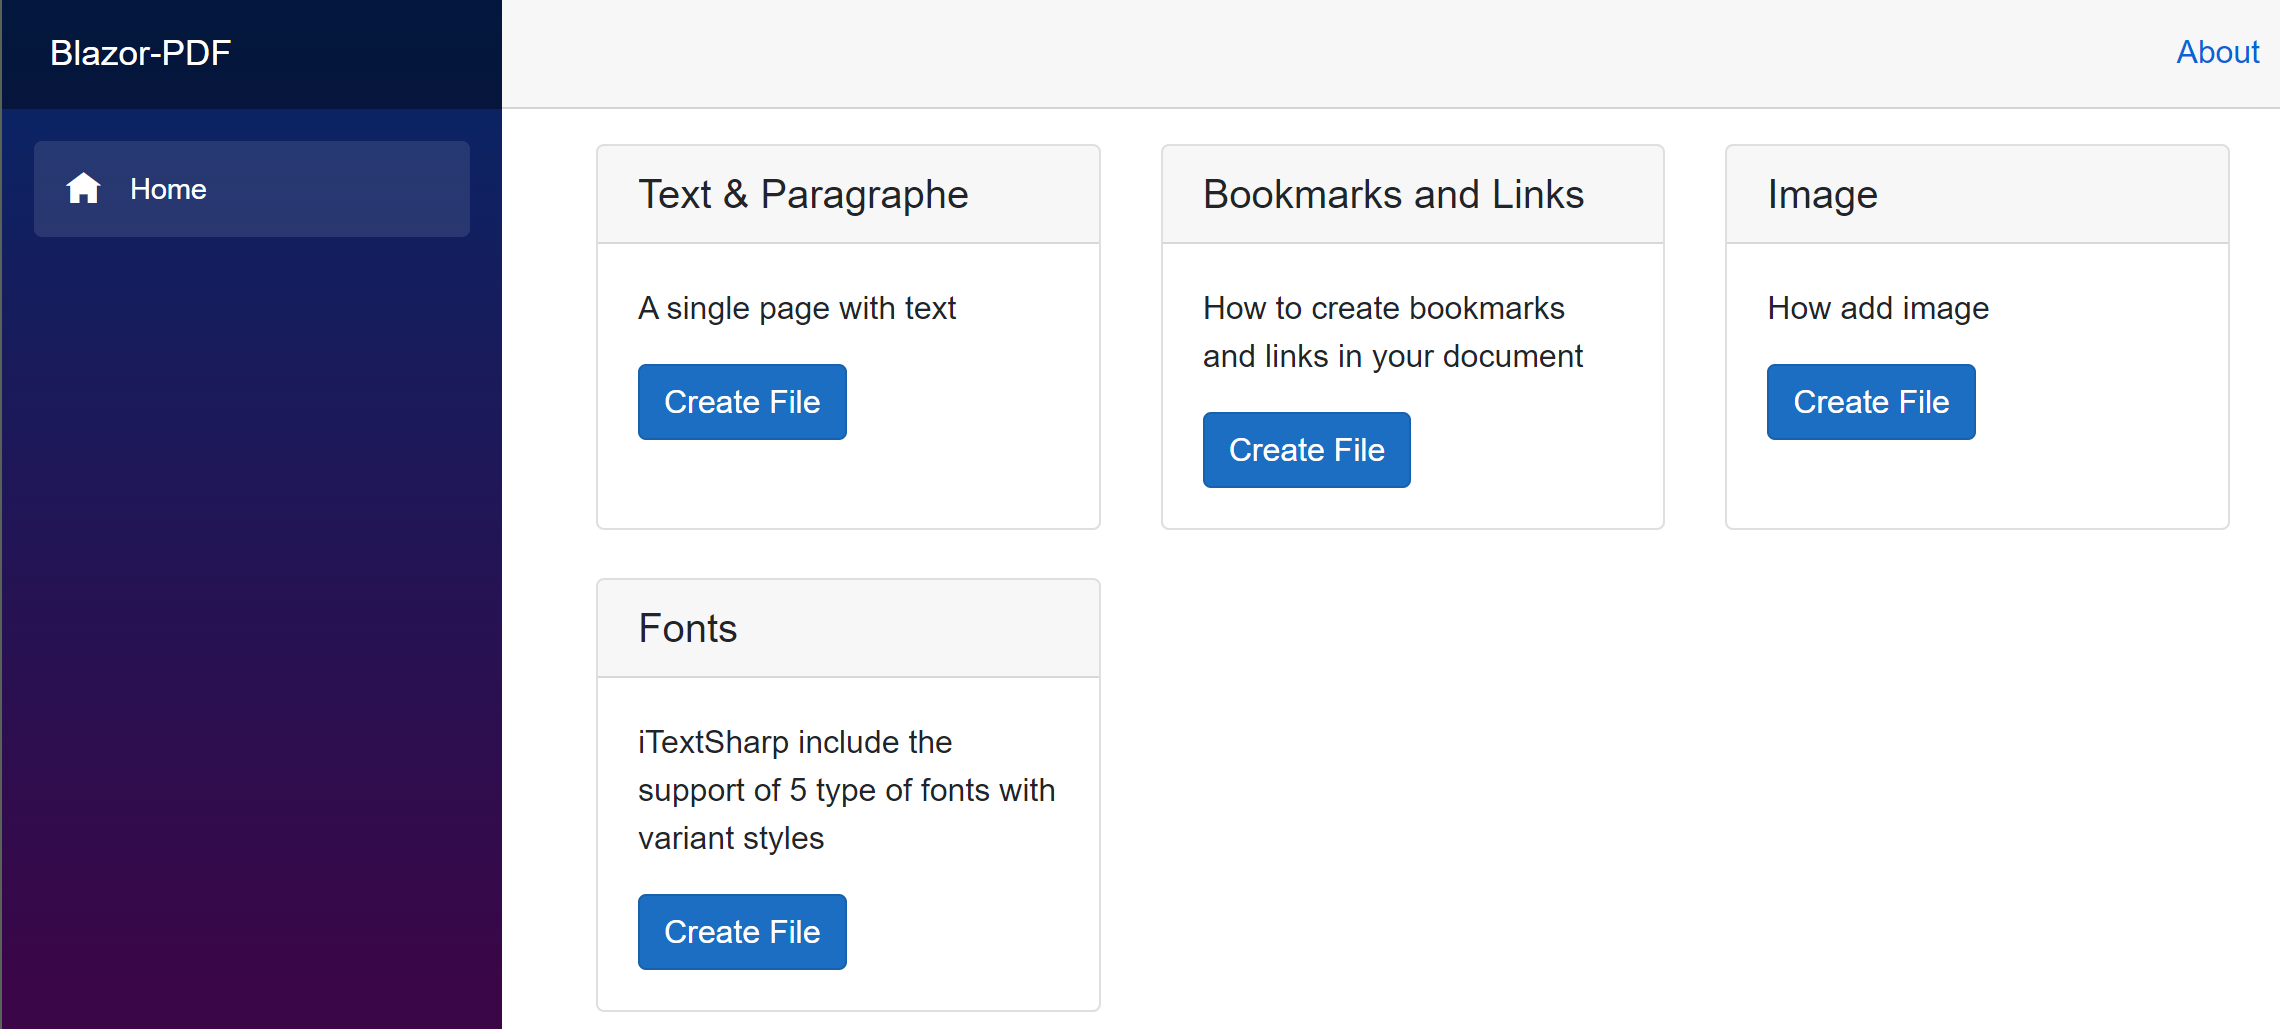 Blazor-PDF
About
Home
Text & Paragraphe
A single page with text
Create File
Bookmarks and Links
How to create bookmarks
and links in your document
Create File
Image
How add image
Create File
Fonts
iTextSharp include the
support of 5 type of fonts with
variant styles
Create File